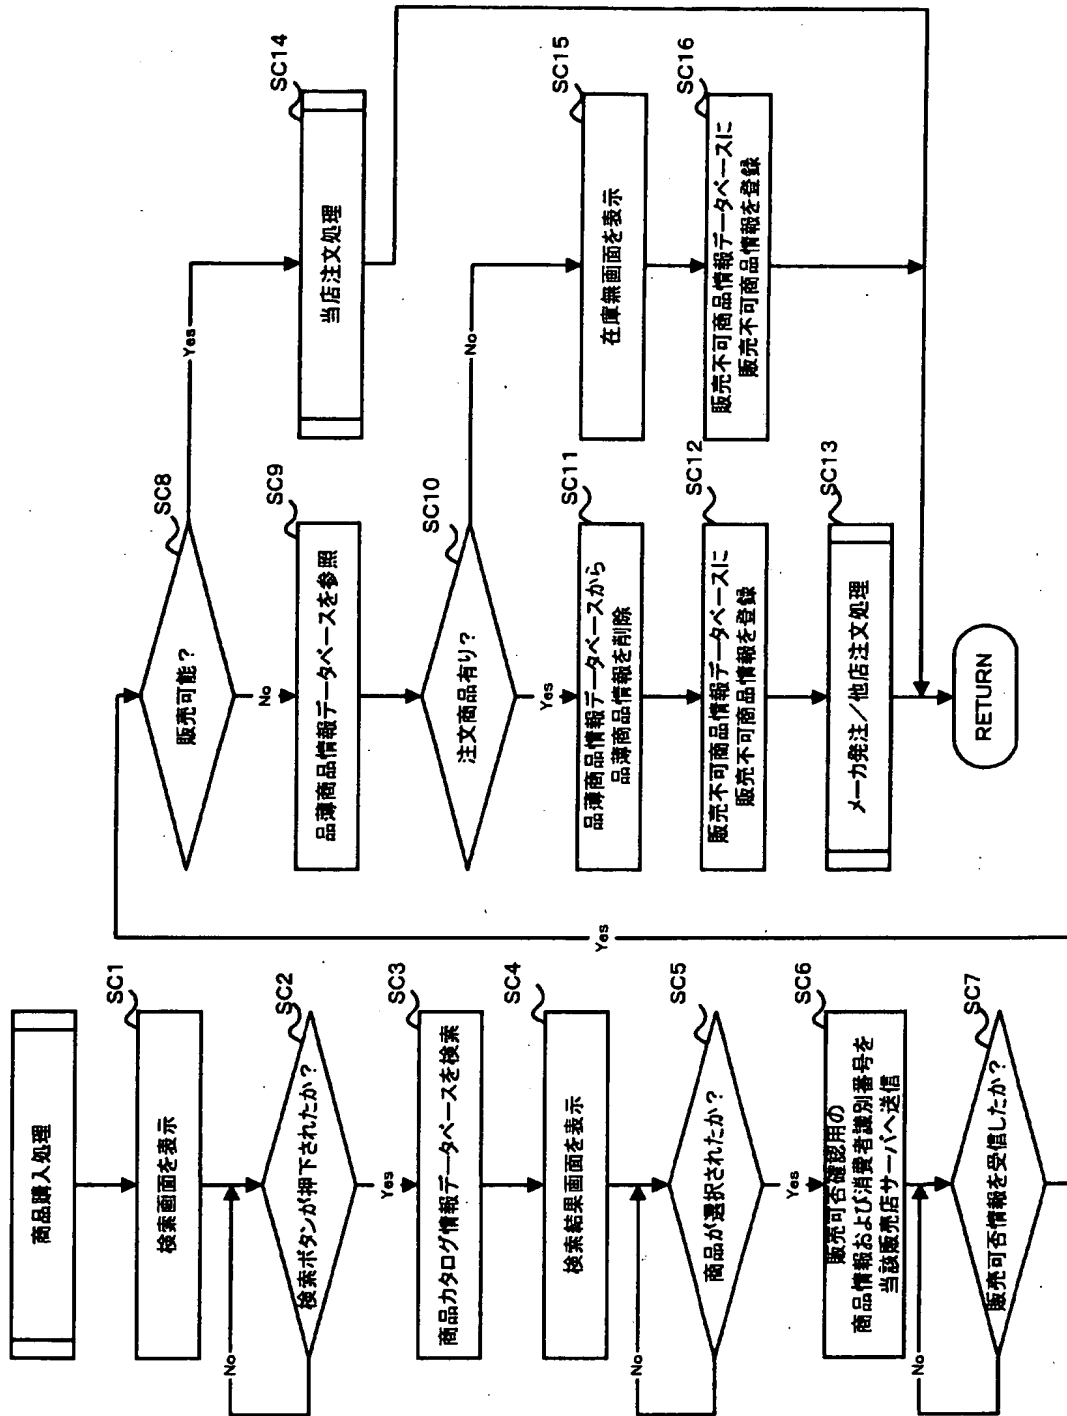 商品購入処理
SC1
検索画面を表示
SC2
検索ボタンが押下されたか？
No
Yes
SC3
商品カタログ情報データベースを検索
SC4
検索結果画面を表示
SC5
商品が選択されたか？
No
Yes
SC6
販売可否確認用の
商品情報および消費者識別番号を
当該販売店サーバへ送信
SC7
販売可否情報を受信したか？
No
Yes
SC8
販売可能？
Yes
No
SC9
品薄商品情報データベースを参照
SC10
注文商品有り？
No
Yes
SC11
品薄商品情報データベースから
品薄商品情報を削除
SC12
販売不可商品情報データベースに
販売不可商品情報を登録
SC13
メーカ発注／他店注文処理
SC14
当店注文処理
SC15
在庫無画面を表示
SC16
販売不可商品情報データベースに
販売不可商品情報を登録
RETURN